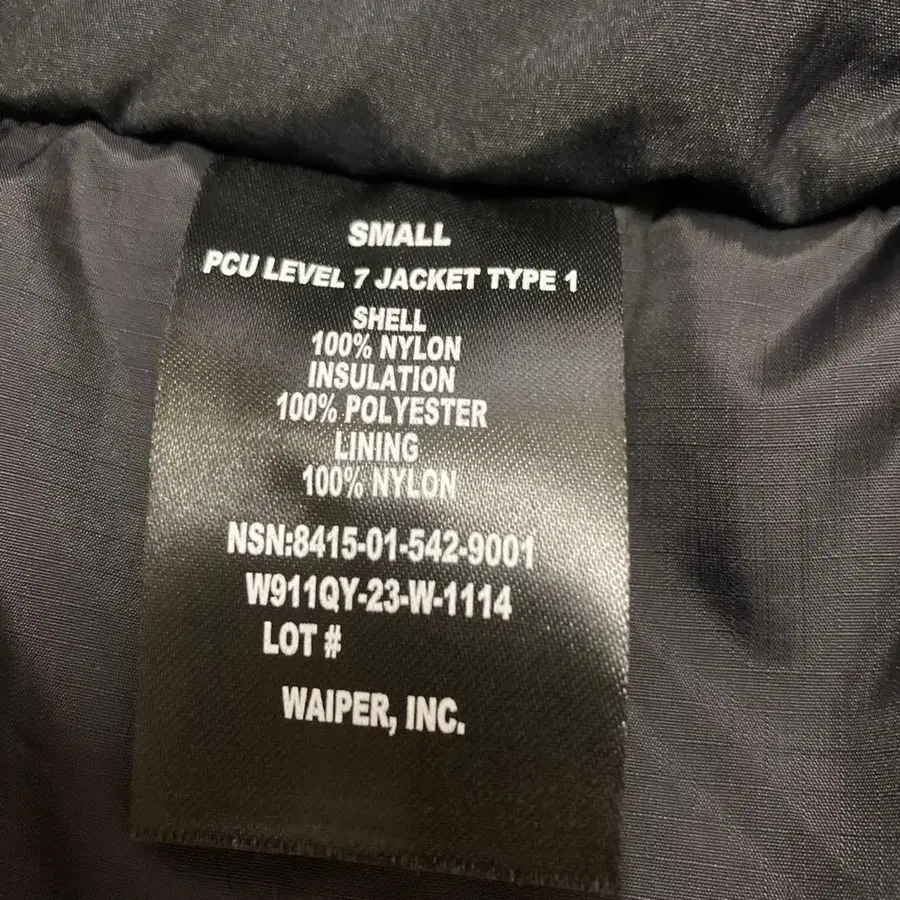 SMALL
PCU LEVEL 7 JACKET TYPE 1
SHELL
100% NYLON
INSULATION
100% POLYESTER
LINING
100% NYLON
NSN:8415-01-542-9001
W911QY-23-W-1114
LOT #
WAIPER, INC.